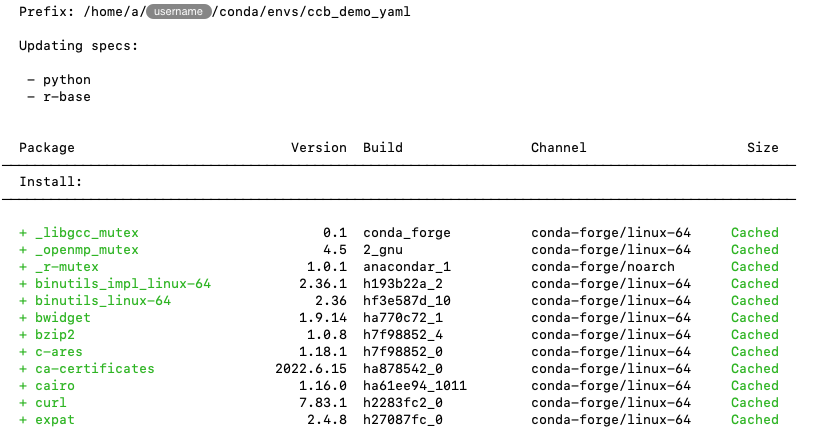 Prefix: /home/a/username/conda/envs/ccb_demo_yaml
Updating specs:
- python
- r-base
Package Version Build Channel Size
Install:
+ _libgcc_mutex 0.1 conda_forge conda-forge/linux-64 Cached
+ _openmp_mutex 4.5 2_gnu conda-forge/linux-64 Cached
+ _r-mutex 1.0.1 anacondar_1 conda-forge/noarch Cached
+ binutils_impl_linux-64 2.36.1 h193b22a_2 conda-forge/linux-64 Cached
+ binutils_linux-64 2.36 hf3e587d_10 conda-forge/linux-64 Cached
+ bwidget 1.9.14 ha770c72_1 conda-forge/linux-64 Cached
+ bzip2 1.0.8 h7f98852_4 conda-forge/linux-64 Cached
+ c-ares 1.18.1 h7f98852_0 conda-forge/linux-64 Cached
+ ca-certificates 2022.6.15 ha878542_0 conda-forge/linux-64 Cached
+ cairo 1.16.0 ha61ee94_1011 conda-forge/linux-64 Cached
+ curl 7.83.1 h2283fc2_0 conda-forge/linux-64 Cached
+ expat 2.4.8 h27087fc_0 conda-forge/linux-64 Cached